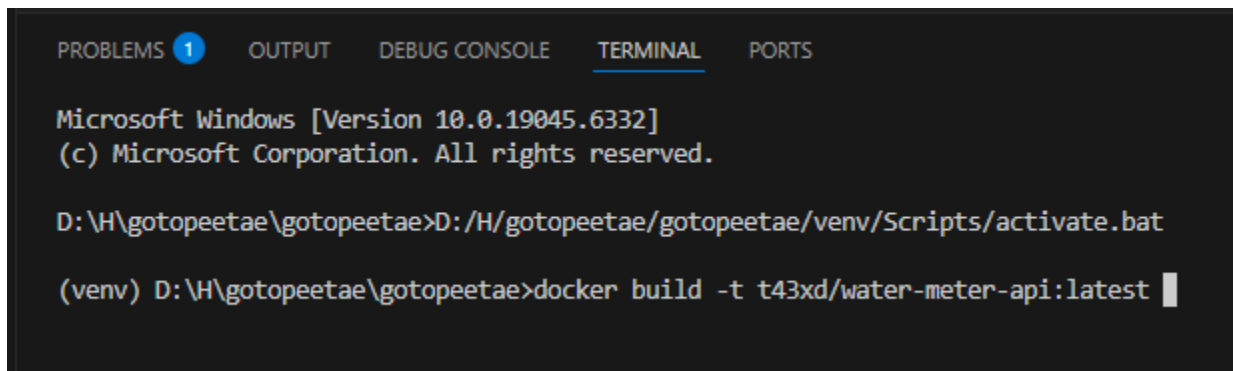 PROBLEMS 1 OUTPUT DEBUG CONSOLE TERMINAL PORTS
Microsoft Windows [Version 10.0.19045.6332]
(c) Microsoft Corporation. All rights reserved.
D:\H\gotopeetae\gotopeetae>D:/H/gotopeetae/gotopeetae/venv/Scripts/activate.bat
(venv) D:\H\gotopeetae\gotopeetae>docker build -t t43xd/water-meter-api:latest